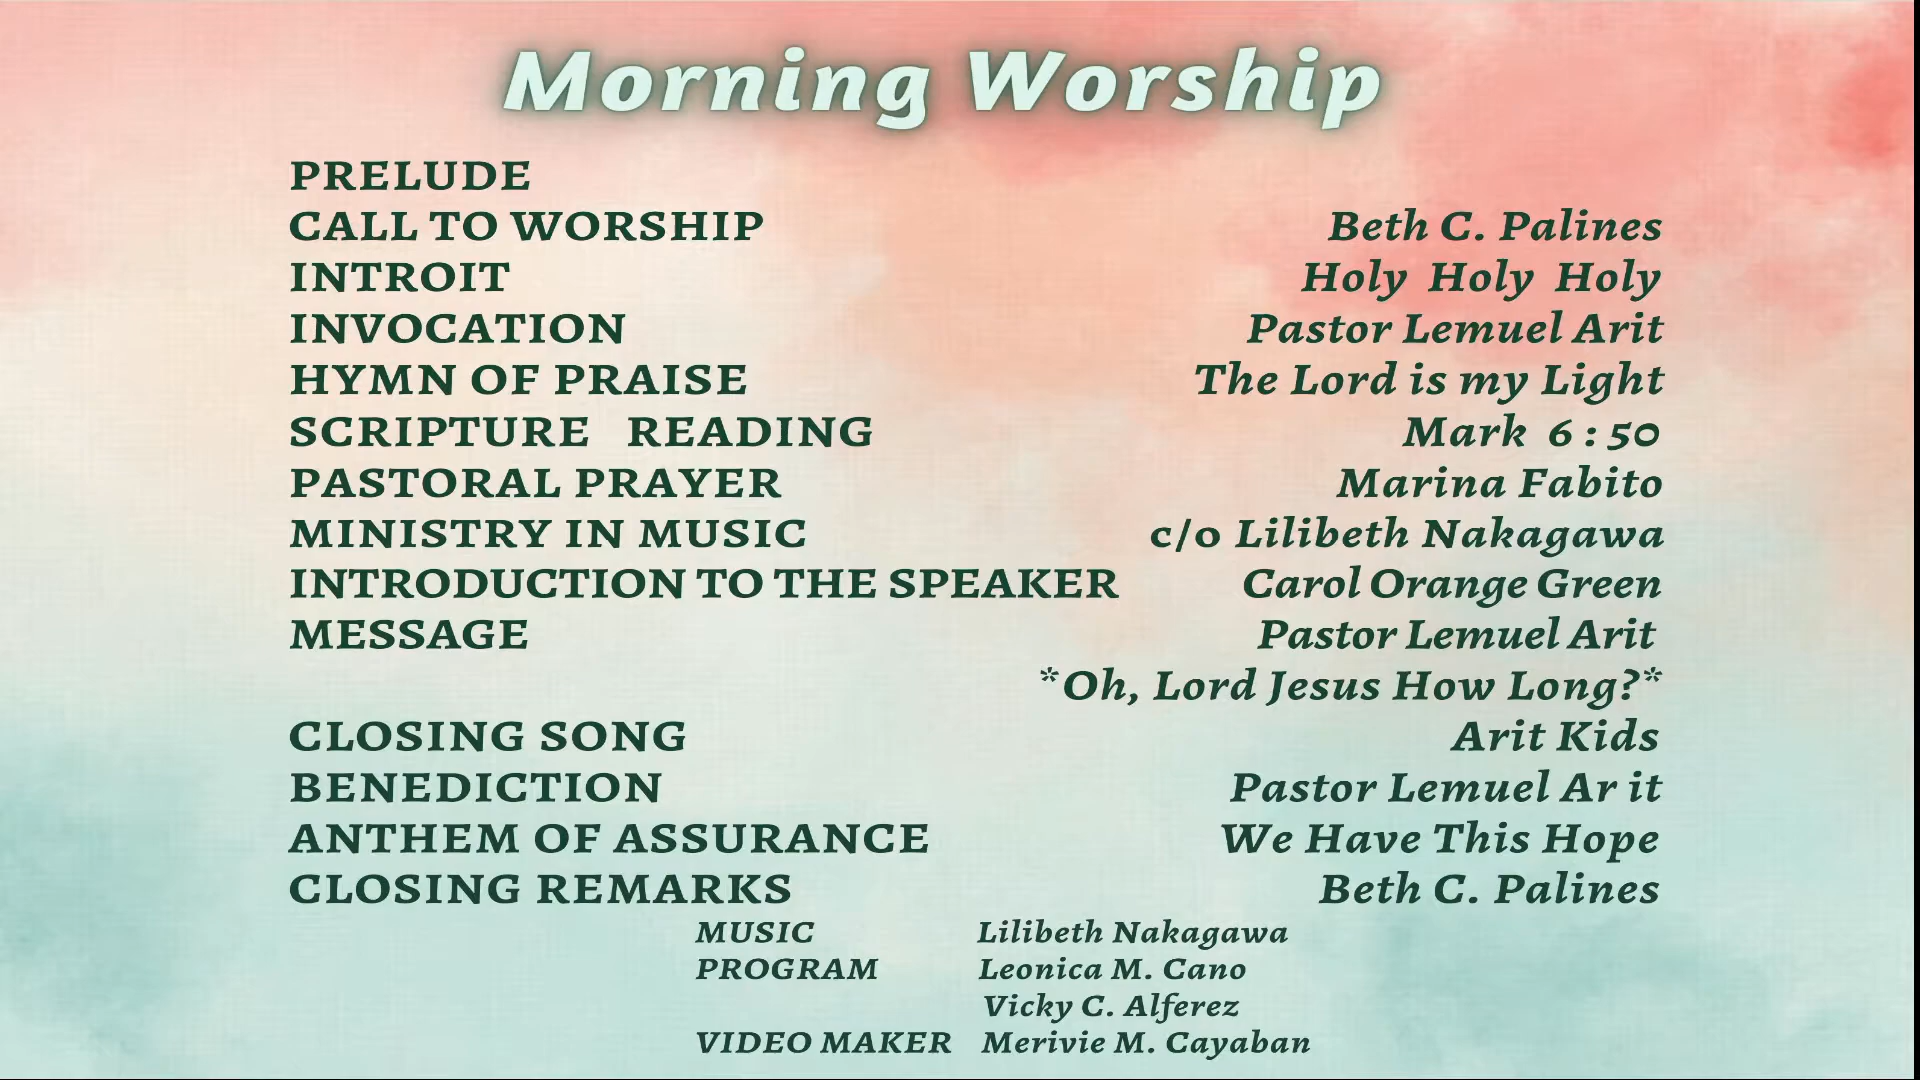 Morning Worship
PRELUDE
CALL TO WORSHIP Beth C. Palines
INTROIT Holy Holy Holy
INVOCATION Pastor Lemuel Arit
HYMN OF PRAISE The Lord is my Light
SCRIPTURE READING Mark 6 : 50
PASTORAL PRAYER Marina Fabito
MINISTRY IN MUSIC c/o Lilibeth Nakagawa
INTRODUCTION TO THE SPEAKER Carol Orange Green
MESSAGE Pastor Lemuel Arit
*Oh, Lord Jesus How Long?*
CLOSING SONG Arit Kids
BENEDICTION Pastor Lemuel Ar it
ANTHEM OF ASSURANCE We Have This Hope
CLOSING REMARKS Beth C. Palines
MUSIC Lilibeth Nakagawa
PROGRAM Leonica M. Cano
Vicky C. Alferez
VIDEO MAKER Merivie M. Cayaban